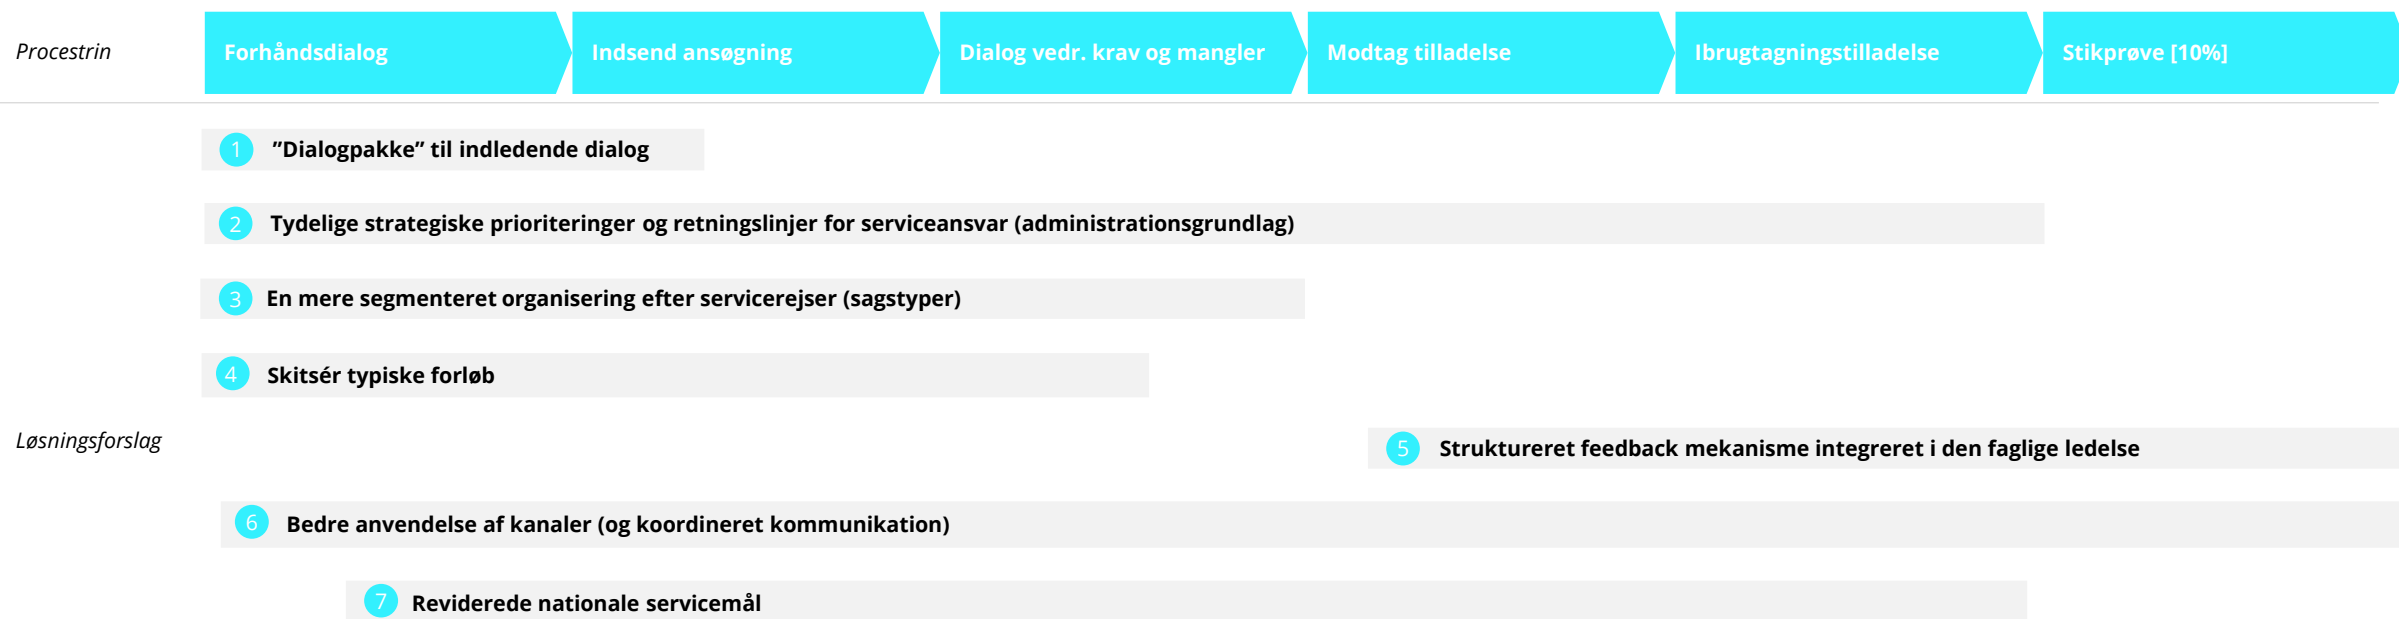 Procestrin
Forhåndsdialog
Indsend ansøgning
Dialog vedr. krav og mangler
Modtag tilladelse
Ibrugtagningstilladelse
Stikprøve [10%]
1 ”Dialogpakke” til indledende dialog
2 Tydelige strategiske prioriteringer og retningslinjer for serviceansvar (administrationsgrundlag)
3 En mere segmenteret organisering efter servicerejser (sagstyper)
4 Skitsér typiske forløb
Løsningsforslag
5 Struktureret feedback mekanisme integreret i den faglige ledelse
6 Bedre anvendelse af kanaler (og koordineret kommunikation)
7 Reviderede nationale servicemål